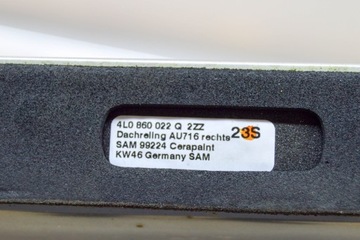 4L0 860 022 Q 2ZZ
Dachreling AU716 rechts 23S
SAM 99224 Cerapaint
KW46 Germany SAM